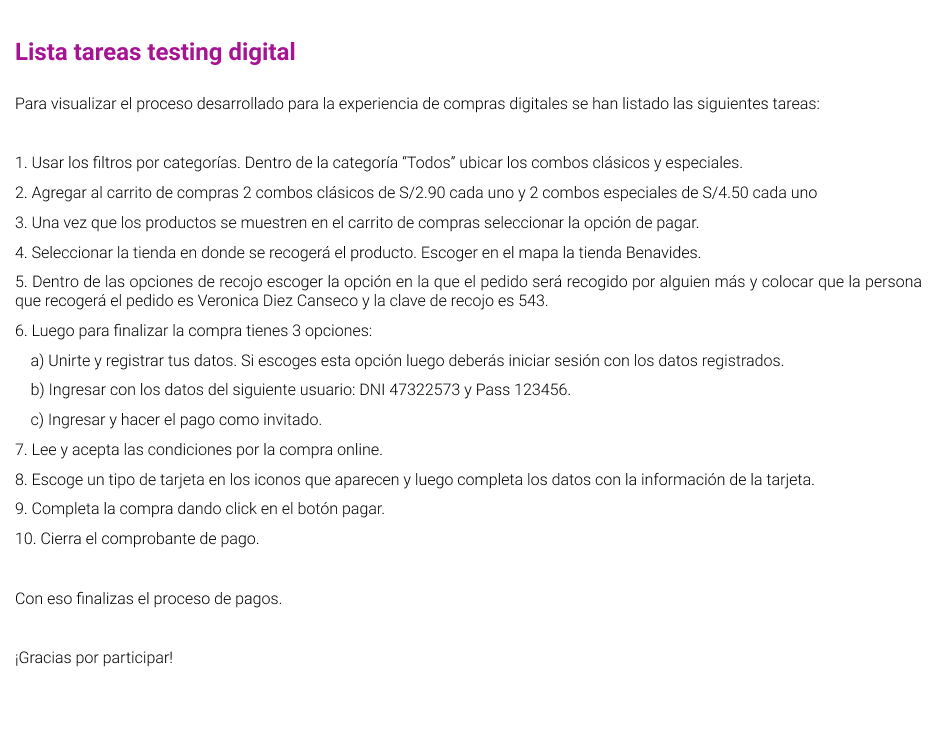 Lista tareas testing digital
Para visualizar el proceso desarrollado para la experiencia de compras digitales se han listado las siguientes tareas:
1. Usar los filtros por categorías. Dentro de la categoría “Todos” ubicar los combos clásicos y especiales.
2. Agregar al carrito de compras 2 combos clásicos de S/2.90 cada uno y 2 combos especiales de S/4.50 cada uno
3. Una vez que los productos se muestren en el carrito de compras seleccionar la opción de pagar.
4. Seleccionar la tienda en donde se recogerá el producto. Escoger en el mapa la tienda Benavides.
5. Dentro de las opciones de recojo escoger la opción en la que el pedido será recogido por alguien más y colocar que la persona
que recogerá el pedido es Veronica Diez Canseco y la clave de recojo es 543.
6. Luego para finalizar la compra tienes 3 opciones:
a) Unirte y registrar tus datos. Si escoges esta opción luego deberás iniciar sesión con los datos registrados.
b) Ingresar con los datos del siguiente usuario: DNI 47322573 y Pass 123456.
c) Ingresar y hacer el pago como invitado.
7. Lee y acepta las condiciones por la compra online.
8. Escoge un tipo de tarjeta en los iconos que aparecen y luego completa los datos con la información de la tarjeta.
9. Completa la compra dando click en el botón pagar.
10. Cierra el comprobante de pago.
Con eso finalizas el proceso de pagos.
¡Gracias por participar!